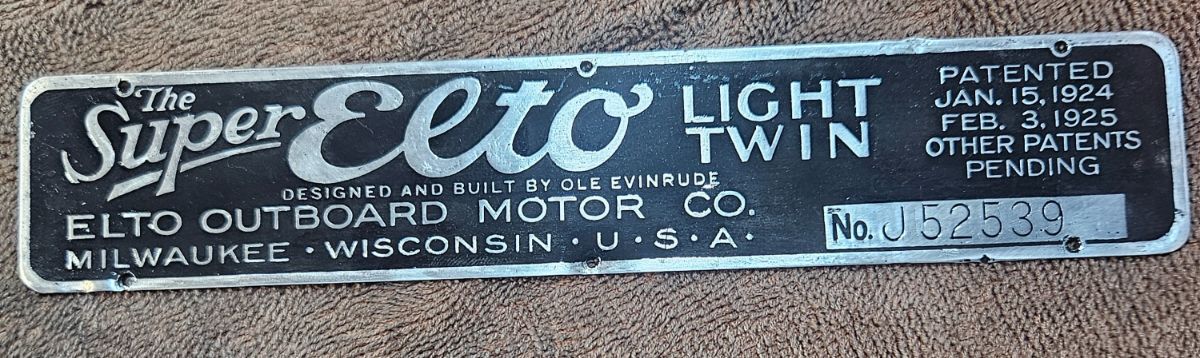 The Super Elto LIGHT TWIN
DESIGNED AND BUILT BY OLE EVINRUDE
ELTO OUTBOARD MOTOR CO.
MILWAUKEE · WISCONSIN · U · S · A ·
PATENTED
JAN. 15, 1924
FEB. 3, 1925
OTHER PATENTS
PENDING
No. J52539